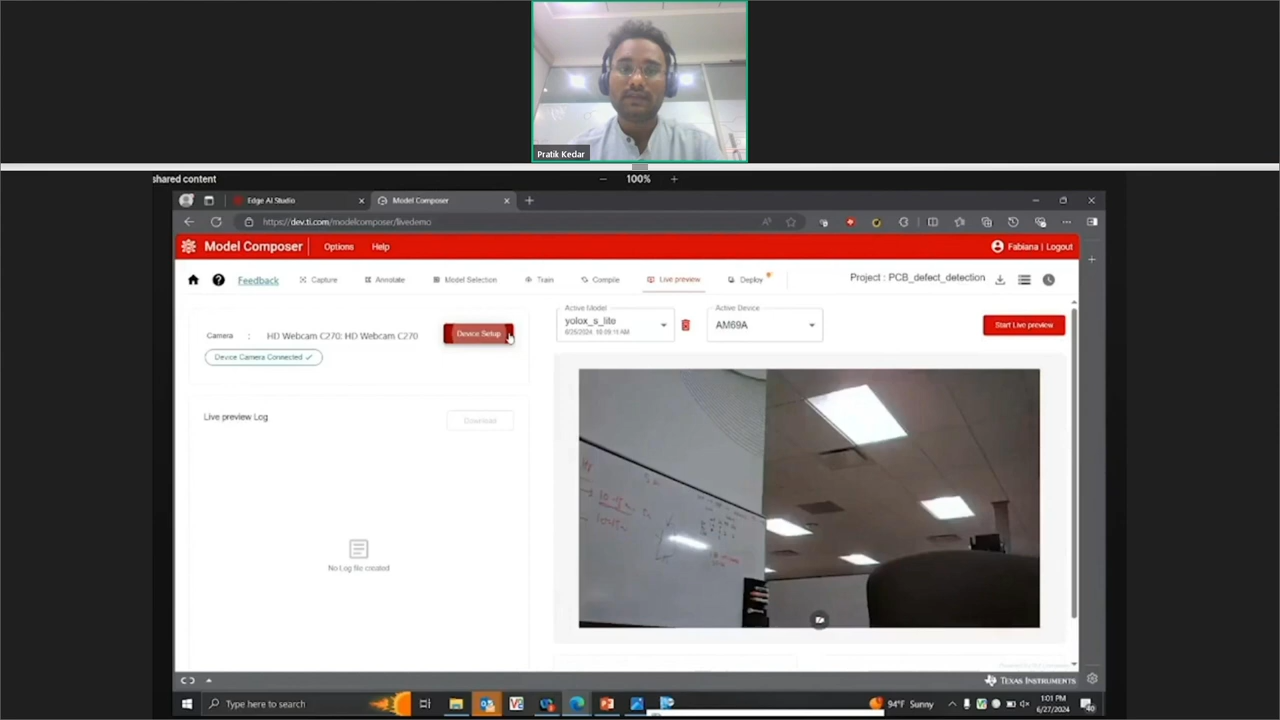 Pratik Kedar
shared content
100%
Edge AI Studio
Model Composer
https://dev.ti.com/modelcomposer/livedemo
Model Composer Options Help
Fabiana | Logout
Feedback Capture Annotate Model Selection Train Compile Live preview Deploy
Project : PCB_defect_detection
Camera : HD Webcam C270: HD Webcam C270
Device Setup
Device Camera Connected
Active Model
yolox_s_lite
Active Device
AM69A
Start Live preview
Live preview Log
Download
No Log file created
TEXAS INSTRUMENTS
Type here to search
94°F Sunny
1:01 PM
6/27/2024